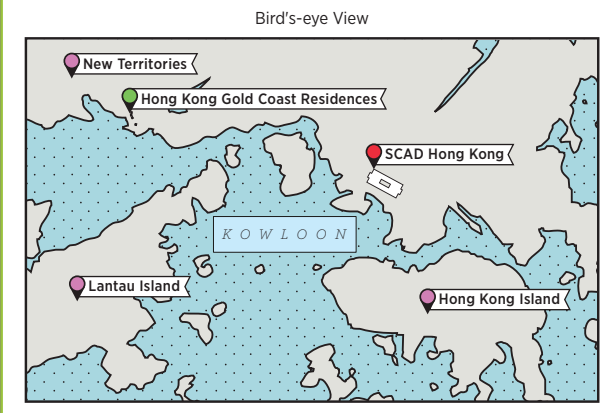 Bird's-eye View
New Territories
Hong Kong Gold Coast Residences
SCAD Hong Kong
KOWLOON
Lantau Island
Hong Kong Island